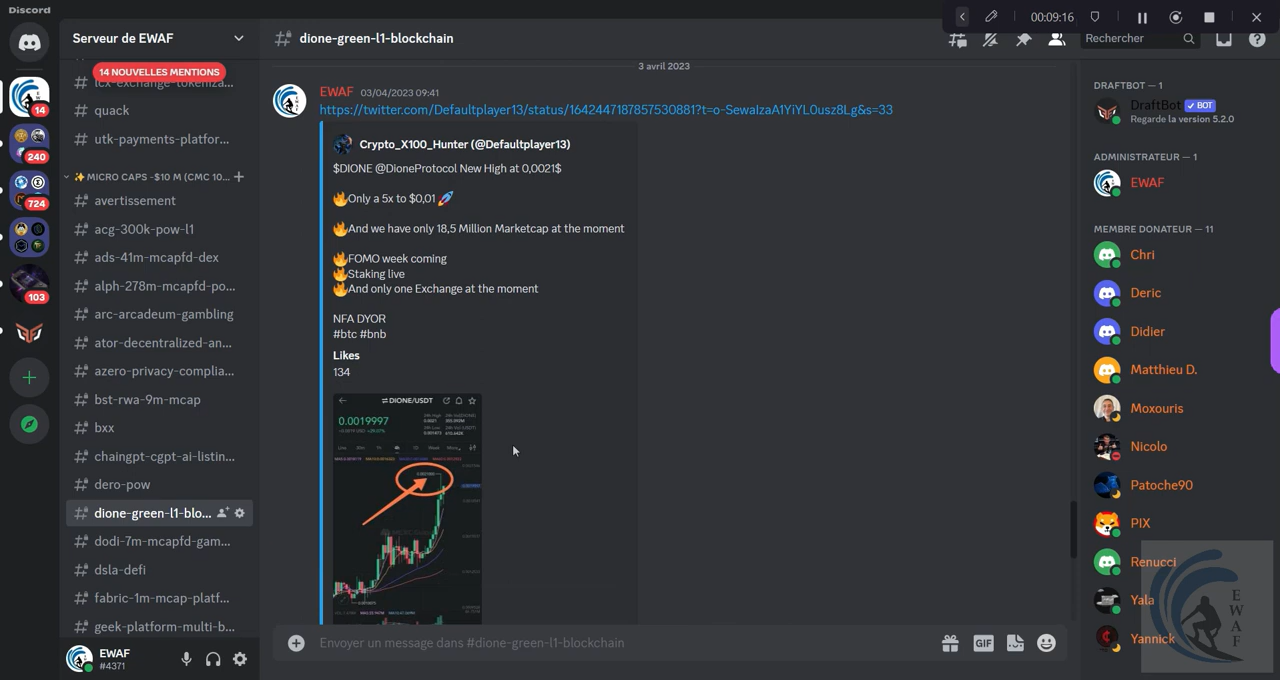 Discord
00:09:16
Serveur de EWAF
dione-green-l1-blockchain
Rechercher
14 NOUVELLES MENTIONS
14
240
724
103
lcx-exchange-tokeniza...
quack
utk-payments-platfor...
✨MICRO CAPS -$10 M (CMC 10...
avertissement
acg-300k-pow-l1
ads-41m-mcapfd-dex
alph-278m-mcapfd-po...
arc-arcadeum-gambling
ator-decentralized-an...
azero-privacy-complia...
bst-rwa-9m-mcap
bxx
chaingpt-cgpt-ai-listin...
dero-pow
dione-green-l1-blo...
dodi-7m-mcapfd-gam...
dsla-defi
fabric-1m-mcap-platf...
geek-platform-multi-b...
EWAF
#4371
3 avril 2023
EWAF 03/04/2023 09:41
https://twitter.com/Defaultplayer13/status/1642447187857530881?t=o-SewaIzaA1YiYL0usz8Lg&s=33
Crypto_X100_Hunter (@Defaultplayer13)
$DIONE @DioneProtocol New High at 0,0021$
🔥Only a 5x to $0,01🚀
🔥And we have only 18,5 Million Marketcap at the moment
🔥FOMO week coming
🔥Staking live
🔥And only one Exchange at the moment
NFA DYOR
#btc #bnb
Likes
134
DIONE/USDT
0.0019997
Envoyer un message dans #dione-green-l1-blockchain
GIF
DRAFTBOT — 1
DraftBot ✓ BOT
Regarde la version 5.2.0
ADMINISTRATEUR — 1
EWAF
MEMBRE DONATEUR — 11
Chri
Deric
Didier
Matthieu D.
Moxouris
Nicolo
Patoche90
PIX
Renucci
Yala
Yannick
EWAF